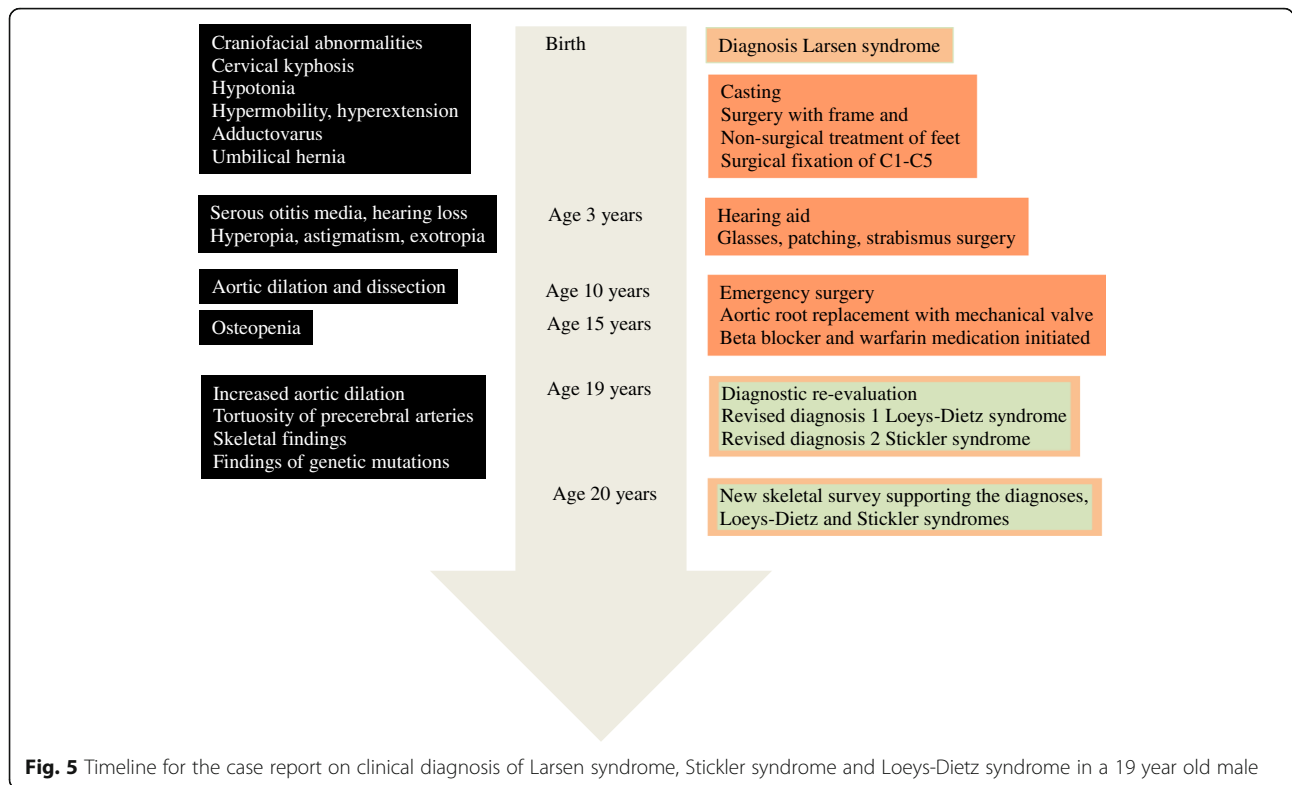 Craniofacial abnormalities
Cervical kyphosis
Hypotonia
Hypermobility, hyperextension
Adductovarus
Umbilical hernia
Birth
Diagnosis Larsen syndrome
Casting
Surgery with frame and
Non-surgical treatment of feet
Surgical fixation of C1-C5
Serous otitis media, hearing loss
Hyperopia, astigmatism, exotropia
Age 3 years
Hearing aid
Glasses, patching, strabismus surgery
Aortic dilation and dissection
Age 10 years
Emergency surgery
Aortic root replacement with mechanical valve
Beta blocker and warfarin medication initiated
Osteopenia
Age 15 years
Increased aortic dilation
Tortuosity of precerebral arteries
Skeletal findings
Findings of genetic mutations
Age 19 years
Diagnostic re-evaluation
Revised diagnosis 1 Loeys-Dietz syndrome
Revised diagnosis 2 Stickler syndrome
Age 20 years
New skeletal survey supporting the diagnoses,
Loeys-Dietz and Stickler syndromes
Fig. 5 Timeline for the case report on clinical diagnosis of Larsen syndrome, Stickler syndrome and Loeys-Dietz syndrome in a 19 year old male